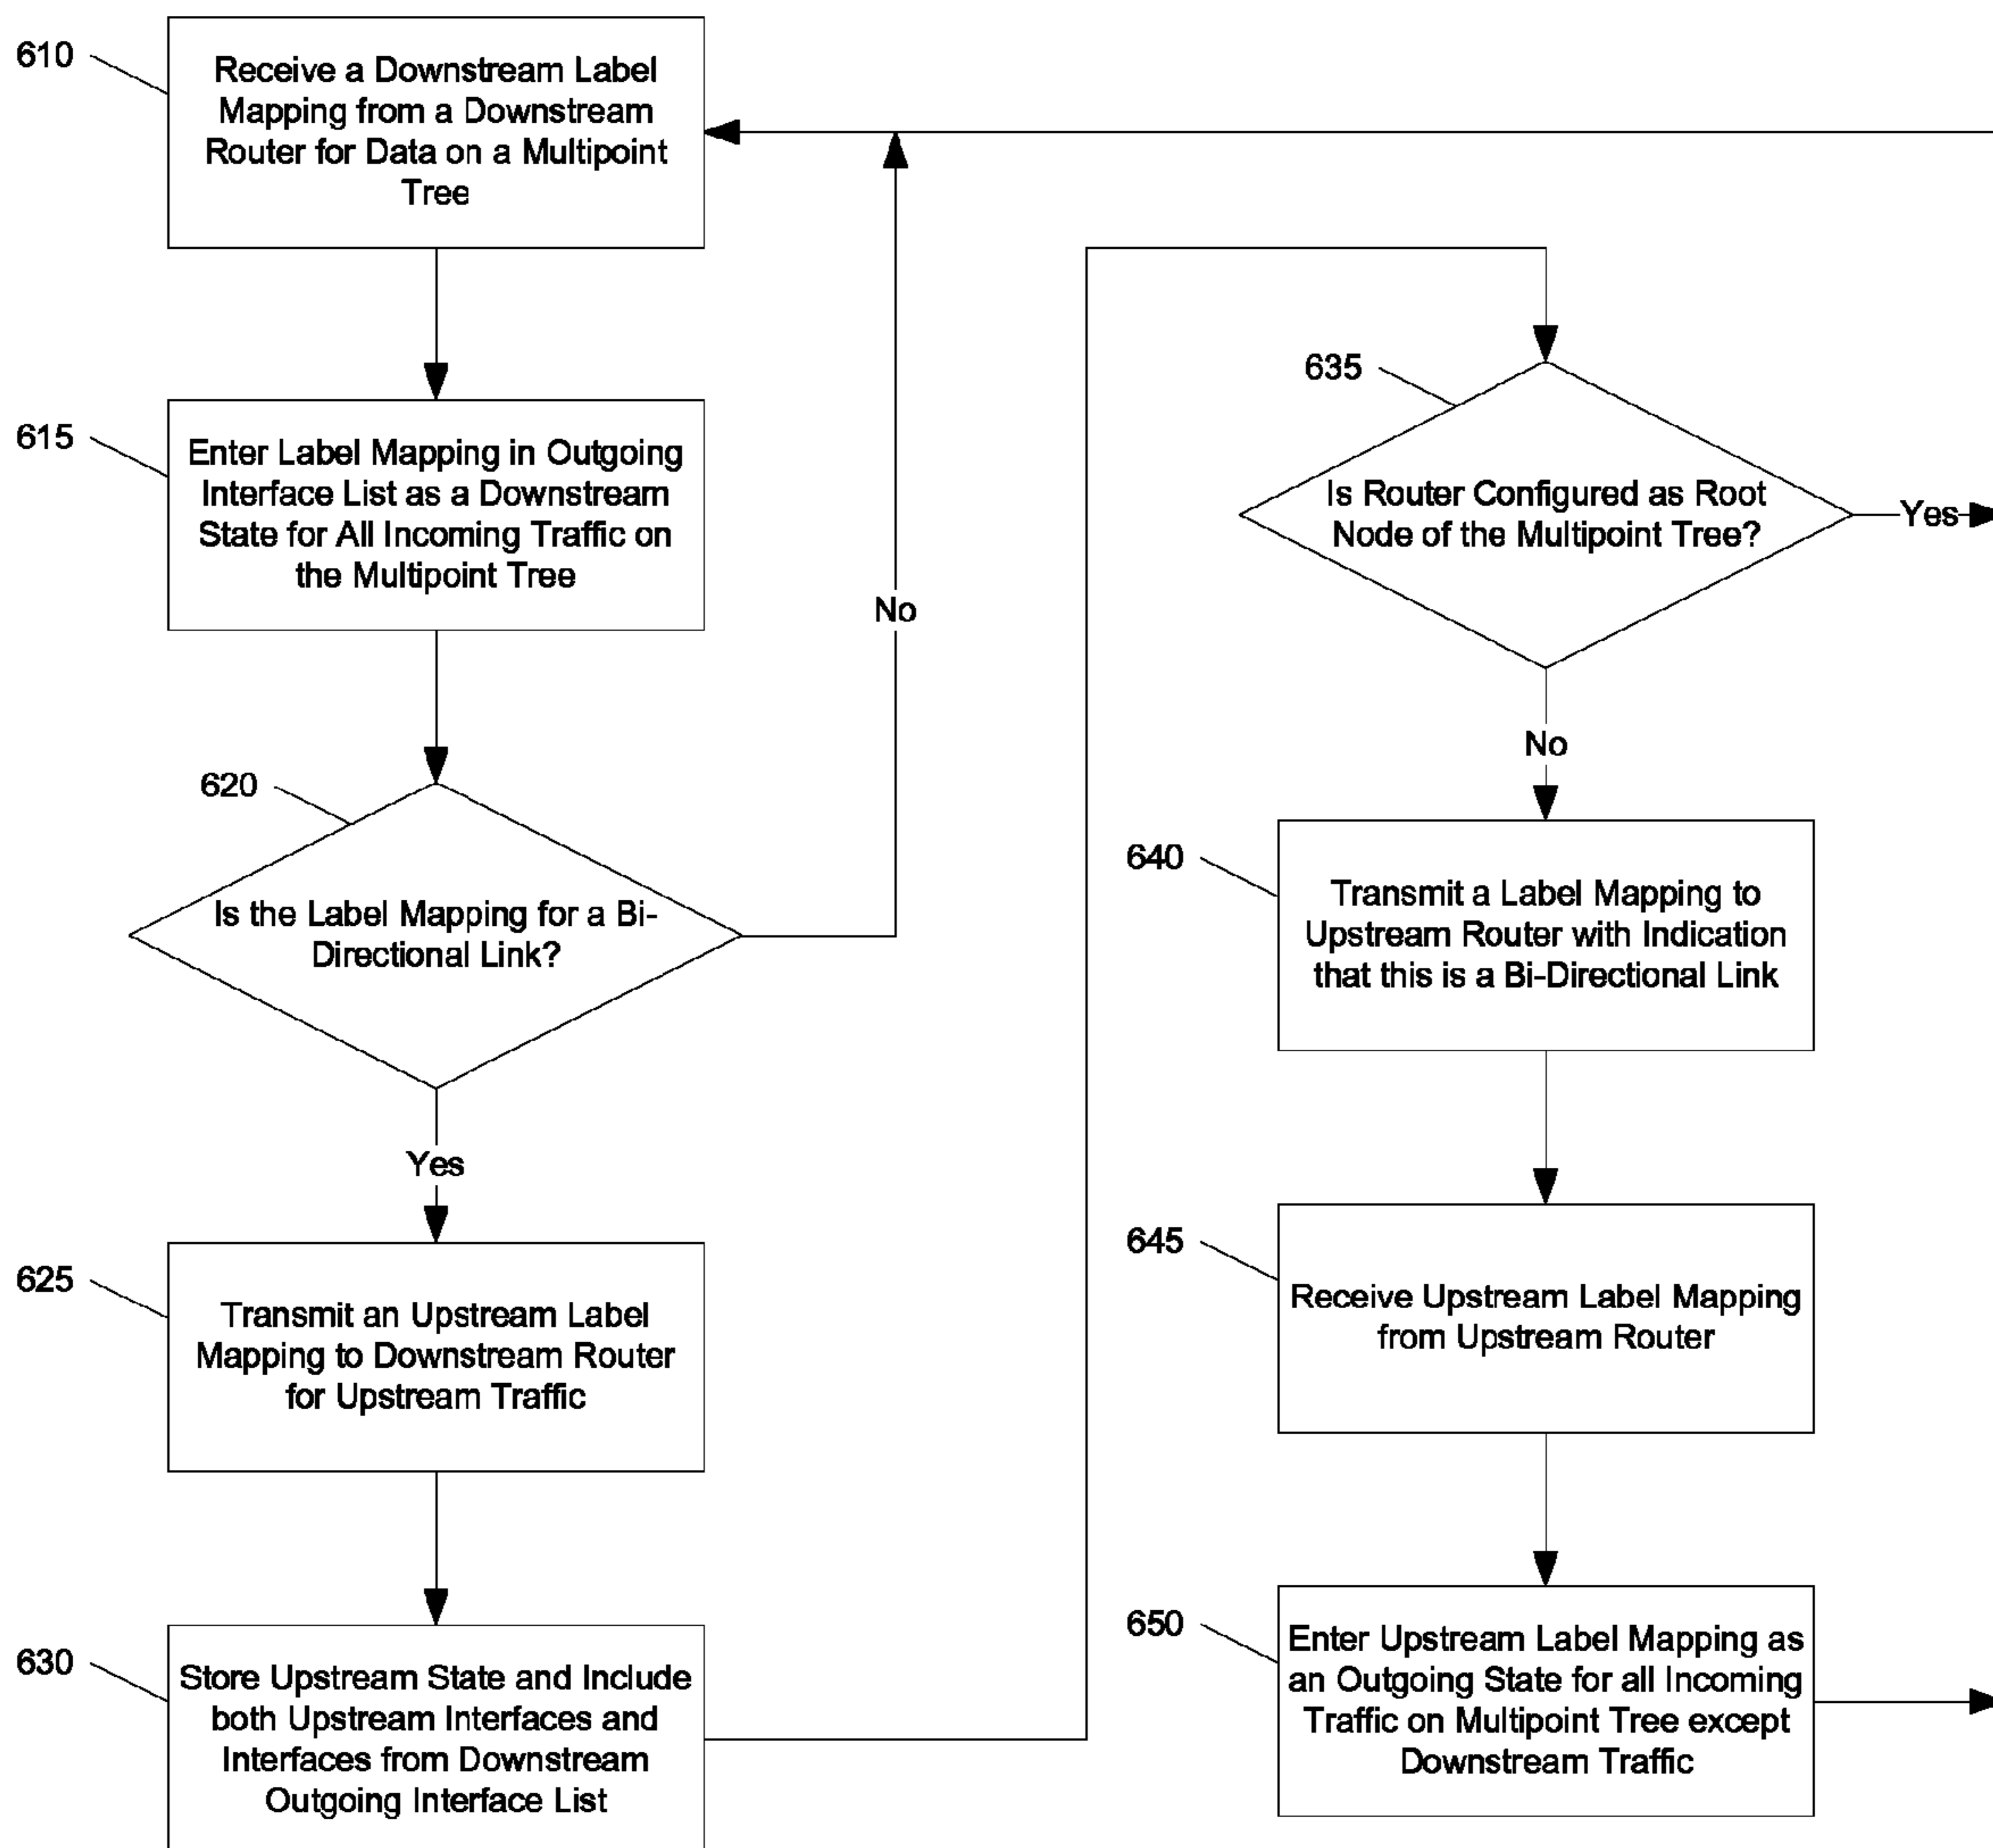 610
Receive a Downstream Label
Mapping from a Downstream
Router for Data on a Multipoint
Tree
615
Enter Label Mapping in Outgoing
Interface List as a Downstream
State for All Incoming Traffic on
the Multipoint Tree
No
620
Is the Label Mapping for a Bi-
Directional Link?
Yes
625
Transmit an Upstream Label
Mapping to Downstream Router
for Upstream Traffic
630
Store Upstream State and Include
both Upstream Interfaces and
Interfaces from Downstream
Outgoing Interface List
635
Is Router Configured as Root
Node of the Multipoint Tree?
Yes
No
640
Transmit a Label Mapping to
Upstream Router with Indication
that this is a Bi-Directional Link
645
Receive Upstream Label Mapping
from Upstream Router
650
Enter Upstream Label Mapping as
an Outgoing State for all Incoming
Traffic on Multipoint Tree except
Downstream Traffic